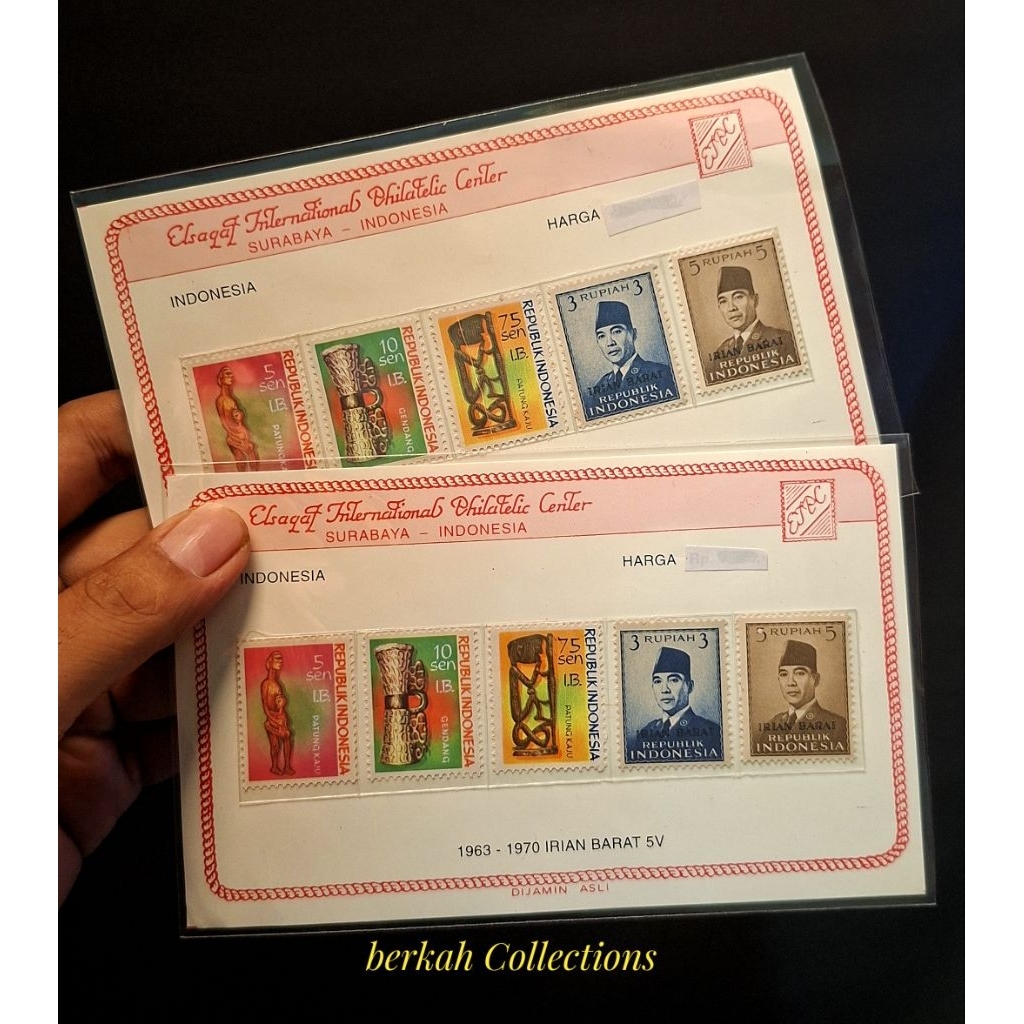 Elsaqaf International Philatelic Center
SURABAYA - INDONESIA
EIPC
HARGA
INDONESIA
5 sen I.B. PATUNG KAJU REPUBLIK INDONESIA
10 sen I.B. GENDANG REPUBLIK INDONESIA
75 sen I.B. PATUNG KAJU REPUBLIK INDONESIA
3 RUPIAH 3
IRIAN BARAT
REPUBLIK
INDONESIA
5 RUPIAH 5
IRIAN BARAT
REPUBLIK
INDONESIA
Elsaqaf International Philatelic Center
SURABAYA - INDONESIA
EIPC
INDONESIA
HARGA Rp.
5 sen I.B. PATUNG KAJU REPUBLIK INDONESIA
10 sen I.B. GENDANG REPUBLIK INDONESIA
75 sen I.B. PATUNG KAJU REPUBLIK INDONESIA
3 RUPIAH 3
IRIAN BARAT
REPUBLIK
INDONESIA
5 RUPIAH 5
IRIAN BARAT
REPUBLIK
INDONESIA
1963 - 1970 IRIAN BARAT 5V
DIJAMIN ASLI
berkah Collections